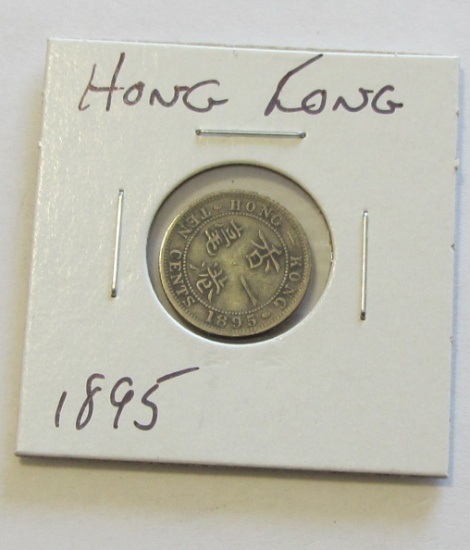 HONG KONG
HONG KONG
TEN CENTS
香港一毫
1895
1895